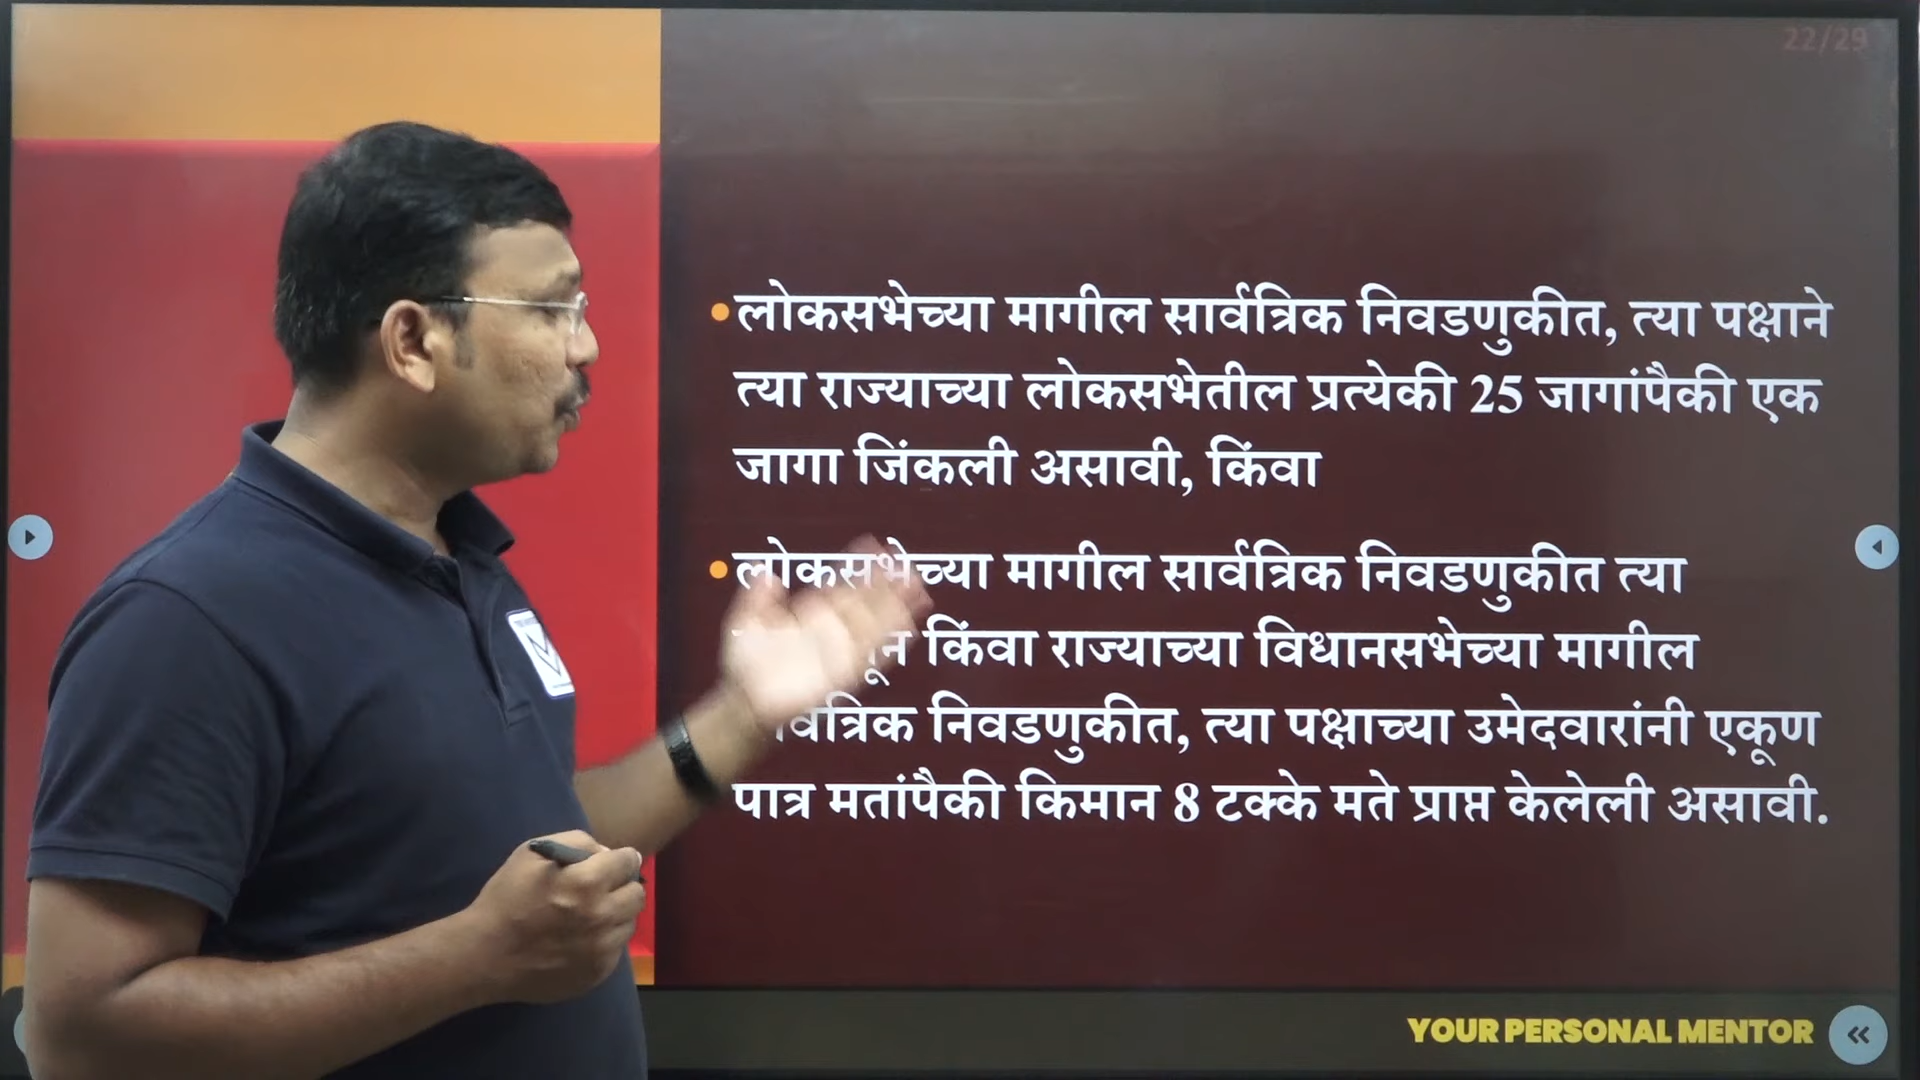 22/29
•लोकसभेच्या मागील सार्वत्रिक निवडणुकीत, त्या पक्षाने
त्या राज्याच्या लोकसभेतील प्रत्येकी 25 जागांपैकी एक
जागा जिंकली असावी, किंवा
•लोकसभेच्या मागील सार्वत्रिक निवडणुकीत त्या
किंवा राज्याच्या विधानसभेच्या मागील
निवडणुकीत, त्या पक्षाच्या उमेदवारांनी एकूण
पात्र मतांपैकी किमान 8 टक्के मते प्राप्त केलेली असावी.
YOUR PERSONAL MENTOR